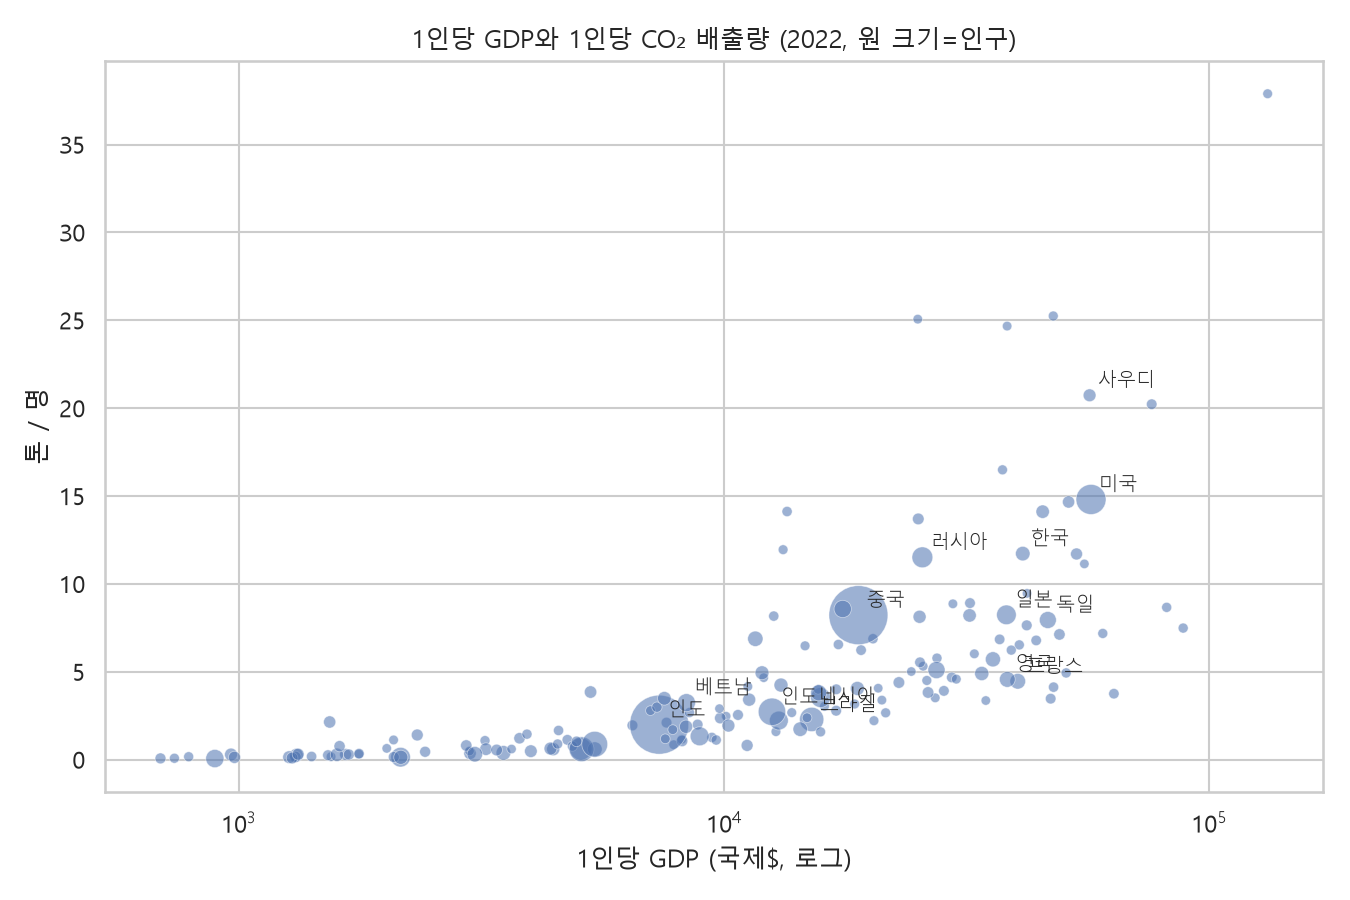 1인당 GDP와 1인당 CO₂ 배출량 (2022, 원 크기=인구)
톤 / 명
35
30
25
20
15
10
5
0
사우디
미국
러시아
한국
중국
일본
독일
영국
프랑스
베트남
인도
인도네시아
브라질
10³
10⁴
10⁵
1인당 GDP (국제$, 로그)